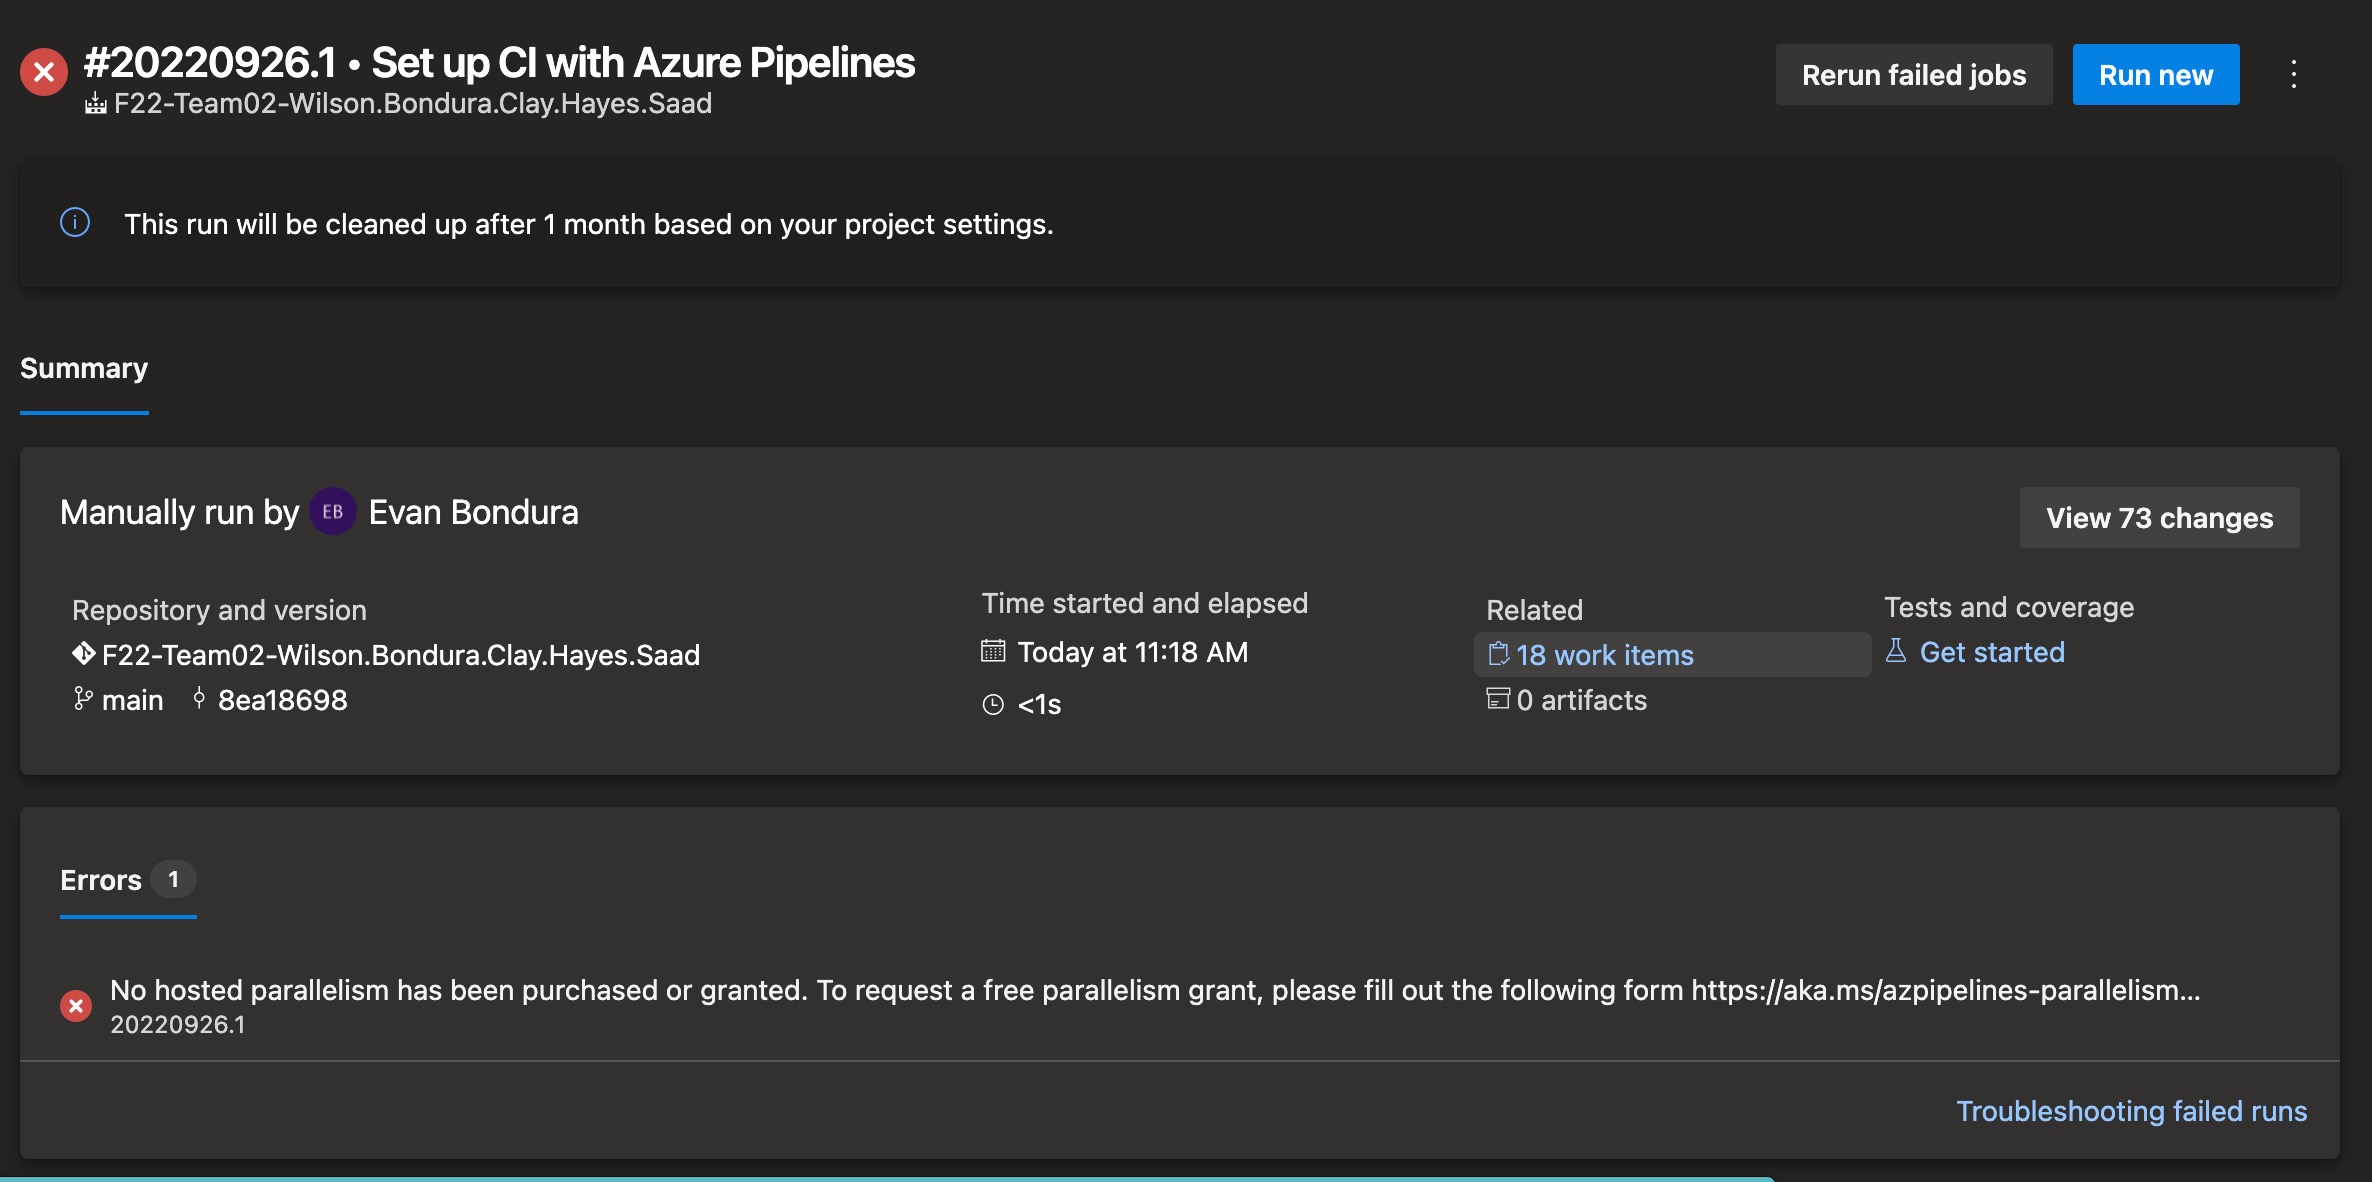 #20220926.1 • Set up CI with Azure Pipelines
F22-Team02-Wilson.Bondura.Clay.Hayes.Saad
Rerun failed jobs
Run new
This run will be cleaned up after 1 month based on your project settings.
Summary
Manually run by EB Evan Bondura
View 73 changes
Repository and version
F22-Team02-Wilson.Bondura.Clay.Hayes.Saad
main 8ea18698
Time started and elapsed
Today at 11:18 AM
<1s
Related
18 work items
0 artifacts
Tests and coverage
Get started
Errors 1
No hosted parallelism has been purchased or granted. To request a free parallelism grant, please fill out the following form https://aka.ms/azpipelines-parallelism...
20220926.1
Troubleshooting failed runs